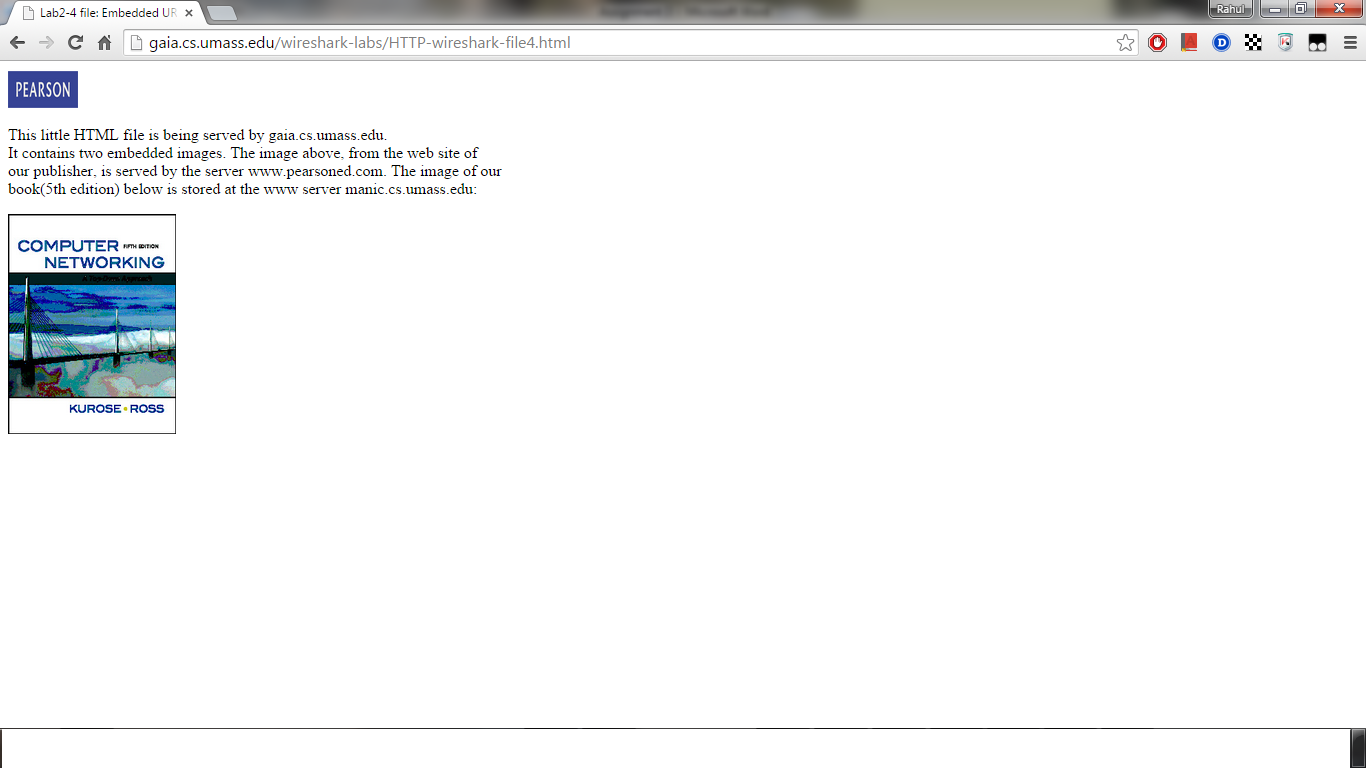 Rahul
Lab2-4 file: Embedded UR
gaia.cs.umass.edu/wireshark-labs/HTTP-wireshark-file4.html
PEARSON
This little HTML file is being served by gaia.cs.umass.edu.
It contains two embedded images. The image above, from the web site of
our publisher, is served by the server www.pearsoned.com. The image of our
book(5th edition) below is stored at the www server manic.cs.umass.edu:
COMPUTER FIFTH EDITION
NETWORKING
KUROSE • ROSS